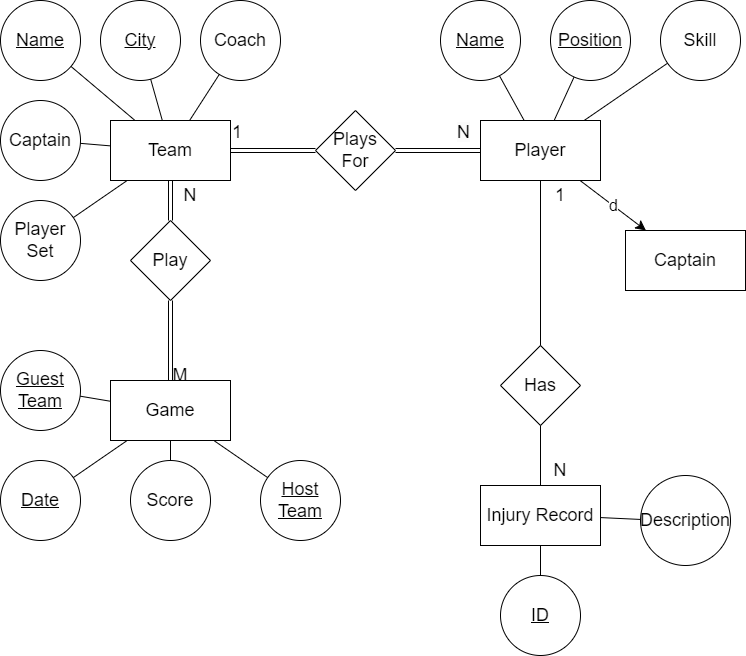 Name
City
Coach
Name
Position
Skill
Captain
Team
1
Plays
For
N
Player
Player
Set
N
1
d
Play
Captain
M
Guest
Team
Game
Has
Date
Score
Host
Team
N
Injury Record
Description
ID